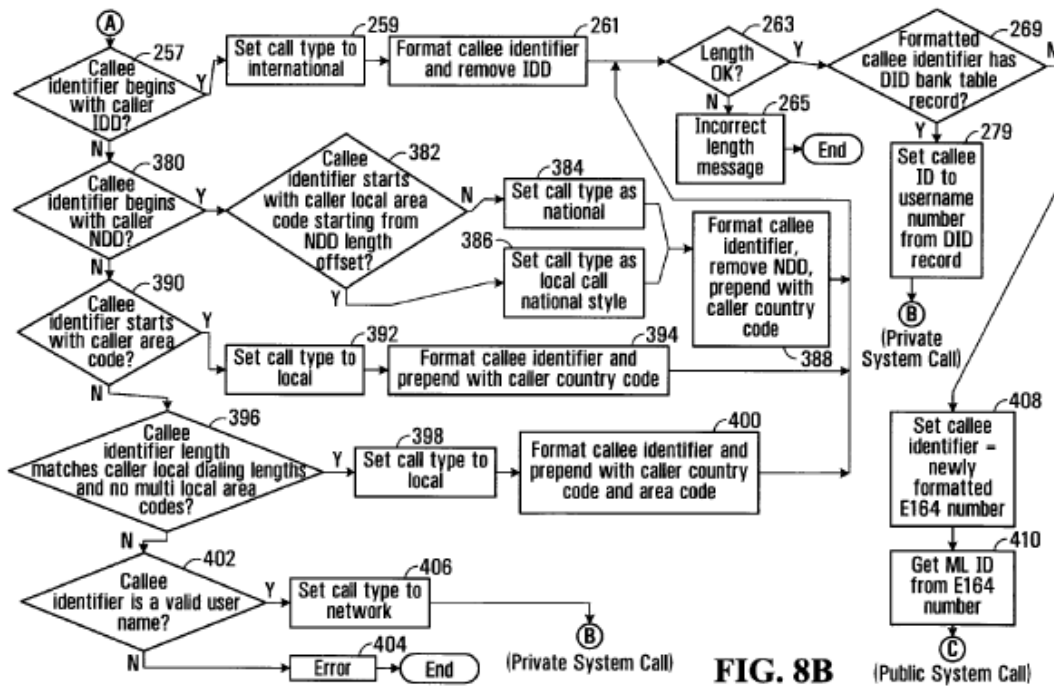 A
257
Callee
identifier begins
with caller
IDD?
Y
N
259
Set call type to
international
261
Format callee identifier
and remove IDD
263
Length
OK?
Y
N
265
Incorrect
length
message
End
269
Formatted
callee identifier has
DID bank table
record?
N
Y
279
Set callee
ID to
username
number
from DID
record
B
(Private
System Call)
380
Callee
identifier begins
with caller
NDD?
Y
N
382
Callee
identifier starts
with caller local area
code starting from
NDD length
offset?
N
Y
384
Set call type as
national
386
Set call type as
local call
national style
Format callee
identifier,
remove NDD,
prepend with
caller country
code
388
390
Callee
identifier starts
with caller area
code?
Y
N
392
Set call type to
local
394
Format callee identifier and
prepend with caller country code
396
Callee
identifier length
matches caller local dialing lengths
and no multi local area
codes?
Y
N
398
Set call type to
local
400
Format callee identifier and
prepend with caller country
code and area code
402
Callee
identifier is a valid user
name?
Y
N
406
Set call type to
network
B
(Private System Call)
404
Error
End
408
Set callee
identifier =
newly
formatted
E164 number
410
Get ML ID
from E164
number
C
(Public System Call)
FIG. 8B